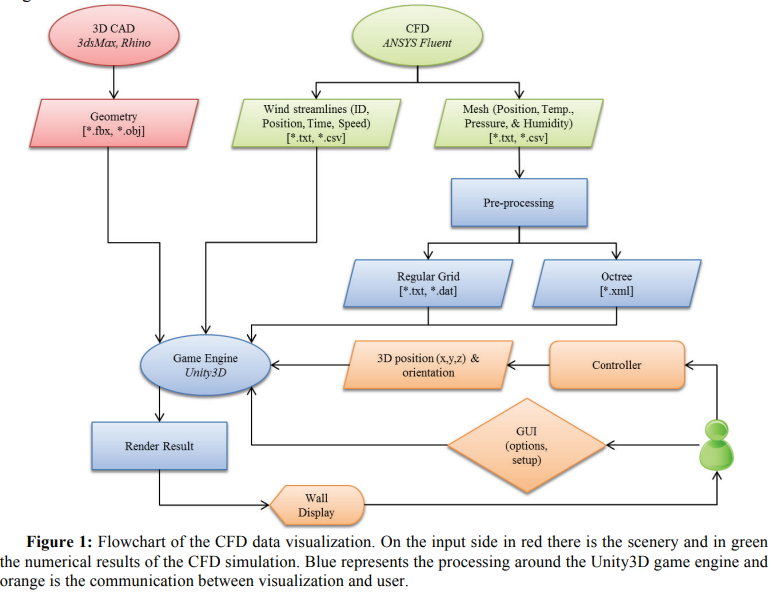 3D CAD
3dsMax, Rhino
CFD
ANSYS Fluent
Geometry
[*.fbx, *.obj]
Wind streamlines (ID,
Position, Time, Speed)
[*.txt, *.csv]
Mesh (Position, Temp.,
Pressure, & Humidity)
[*.txt, *.csv]
Pre-processing
Regular Grid
[*.txt, *.dat]
Octree
[*.xml]
Game Engine
Unity3D
3D position (x,y,z) &
orientation
Controller
GUI
(options,
setup)
Render Result
Wall
Display
Figure 1: Flowchart of the CFD data visualization. On the input side in red there is the scenery and in green
the numerical results of the CFD simulation. Blue represents the processing around the Unity3D game engine and
orange is the communication between visualization and user.